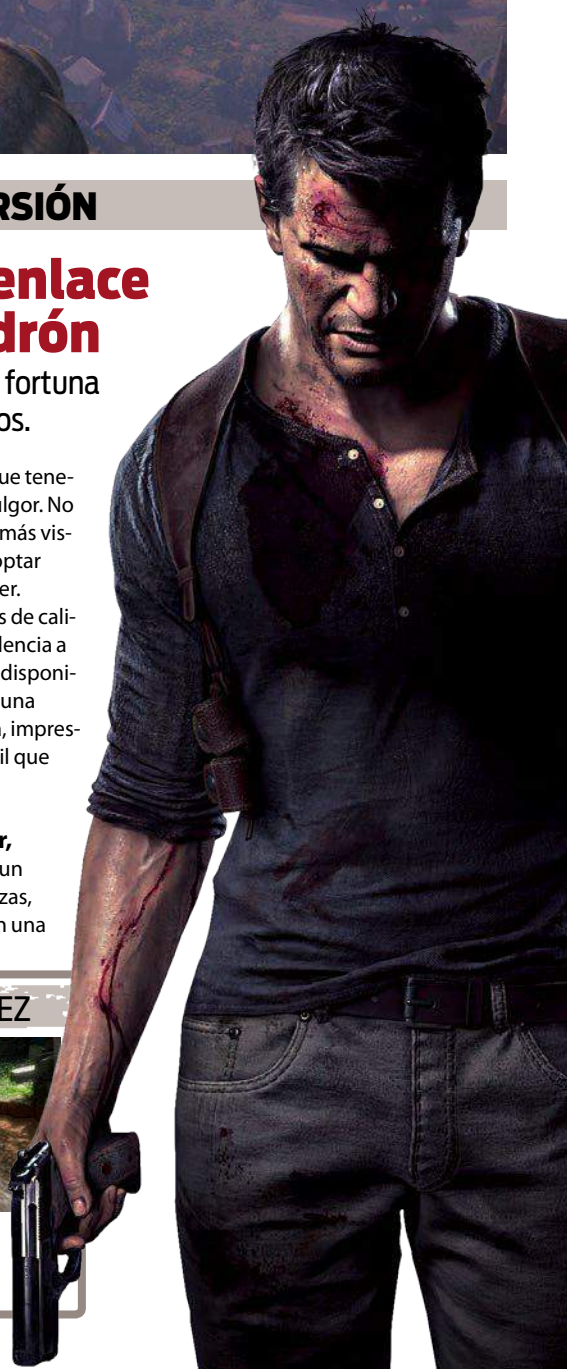 RSIÓN
enlace
drón
fortuna
os.
ue tene-
ulgor. No
más vis-
optar
er.
s de cali-
dencia a
disponi-
una
, impres-
il que
r,
un
zas,
n una
EZ